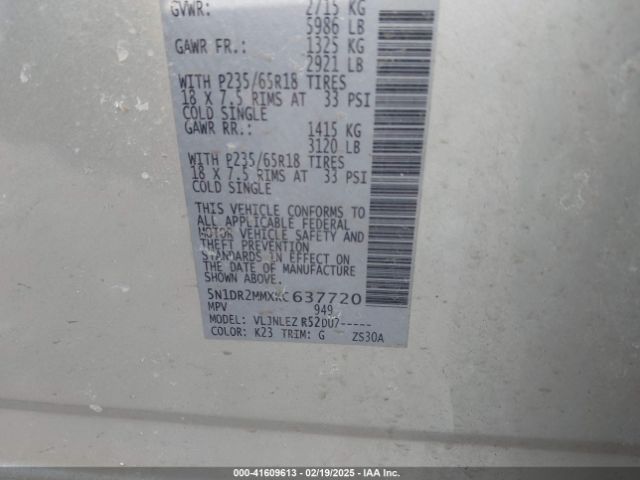 GVWR: 2715 KG
5986 LB
GAWR FR.: 1325 KG
2921 LB
WITH P235/65R18 TIRES
18 X 7.5 RIMS AT 33 PSI
COLD SINGLE
GAWR RR.: 1415 KG
3120 LB
WITH P235/65R18 TIRES
18 X 7.5 RIMS AT 33 PSI
COLD SINGLE
THIS VEHICLE CONFORMS TO
ALL APPLICABLE FEDERAL
MOTOR VEHICLE SAFETY AND
THEFT PREVENTION
STANDARDS IN EFFECT ON
THE DATE OF MANUFACTURE
5N1DR2MMXKC637720
MPV 949
MODEL: VLJNLEZ R52DU7-----
COLOR: K23 TRIM: G ZS30A
000-41609613 - 02/19/2025 - IAA Inc.